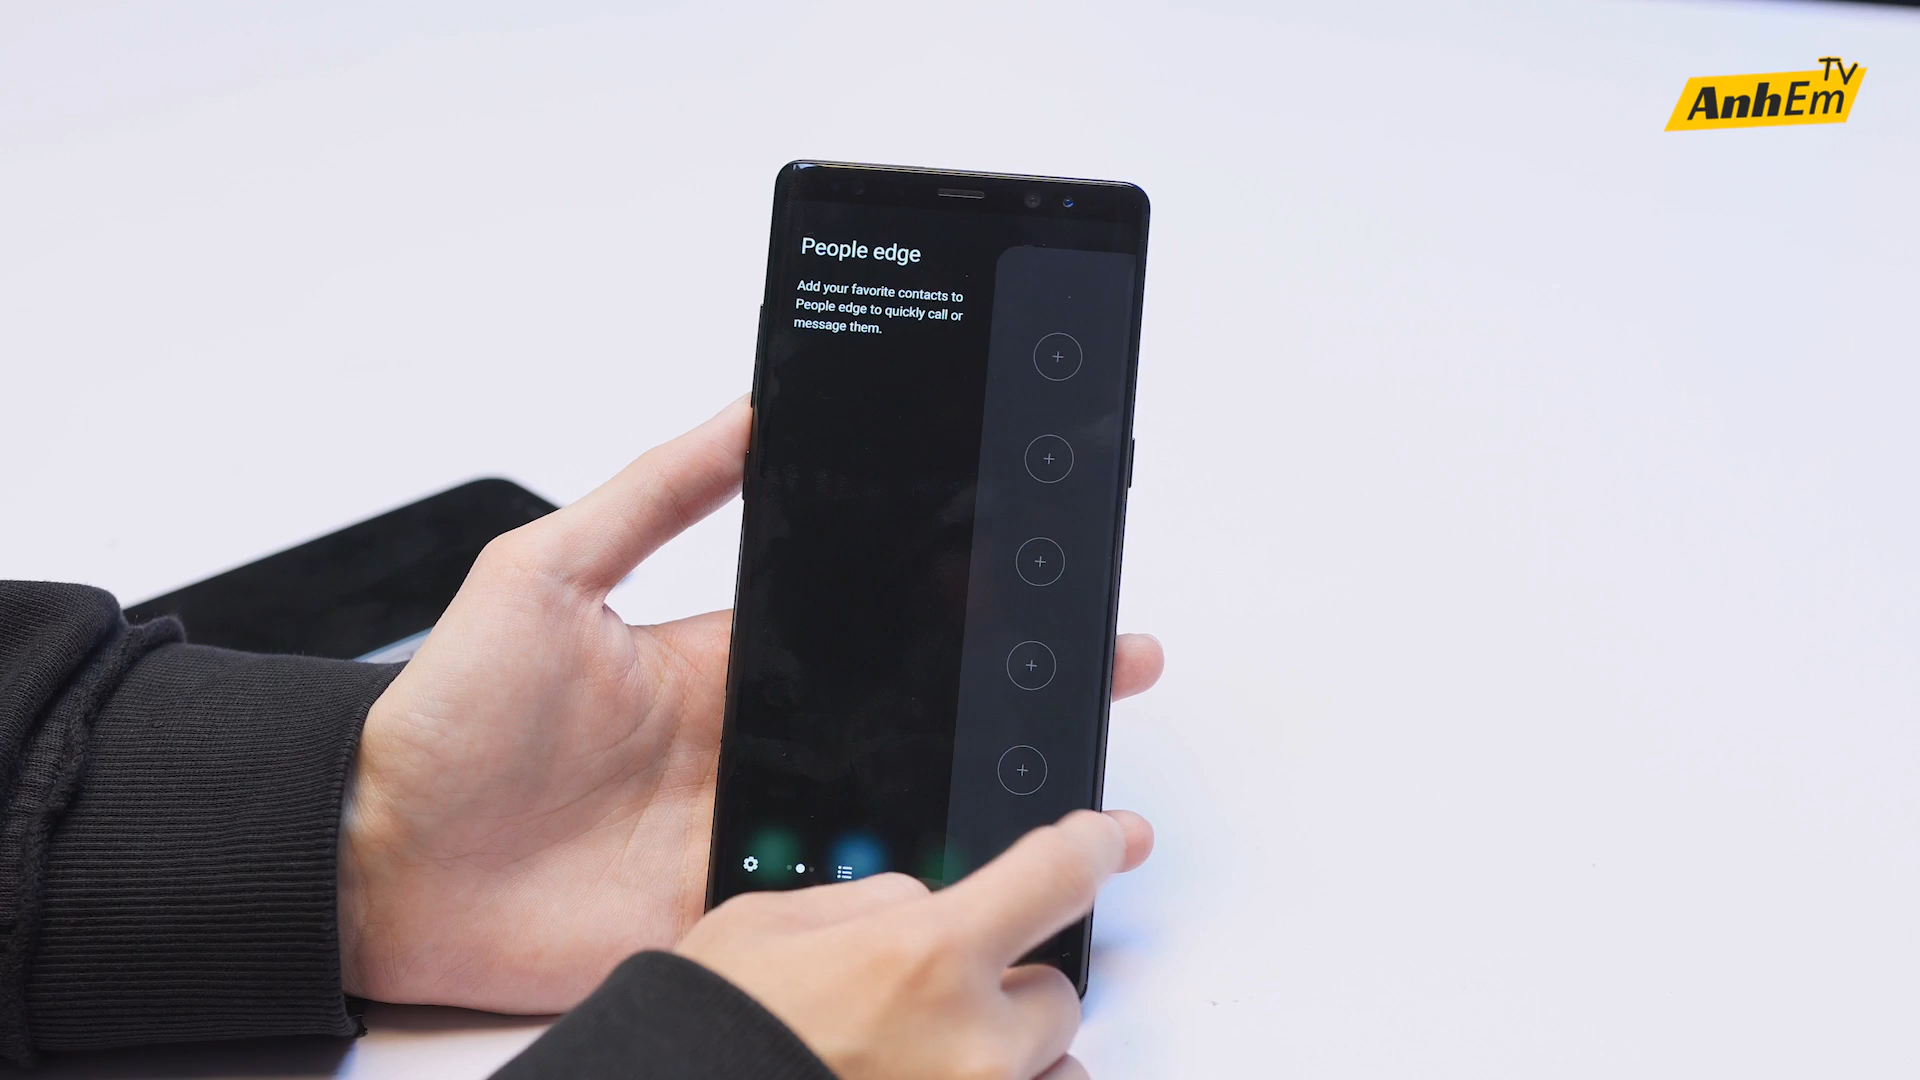 TV
AnhEm
People edge
Add your favorite contacts to
People edge to quickly call or
message them.